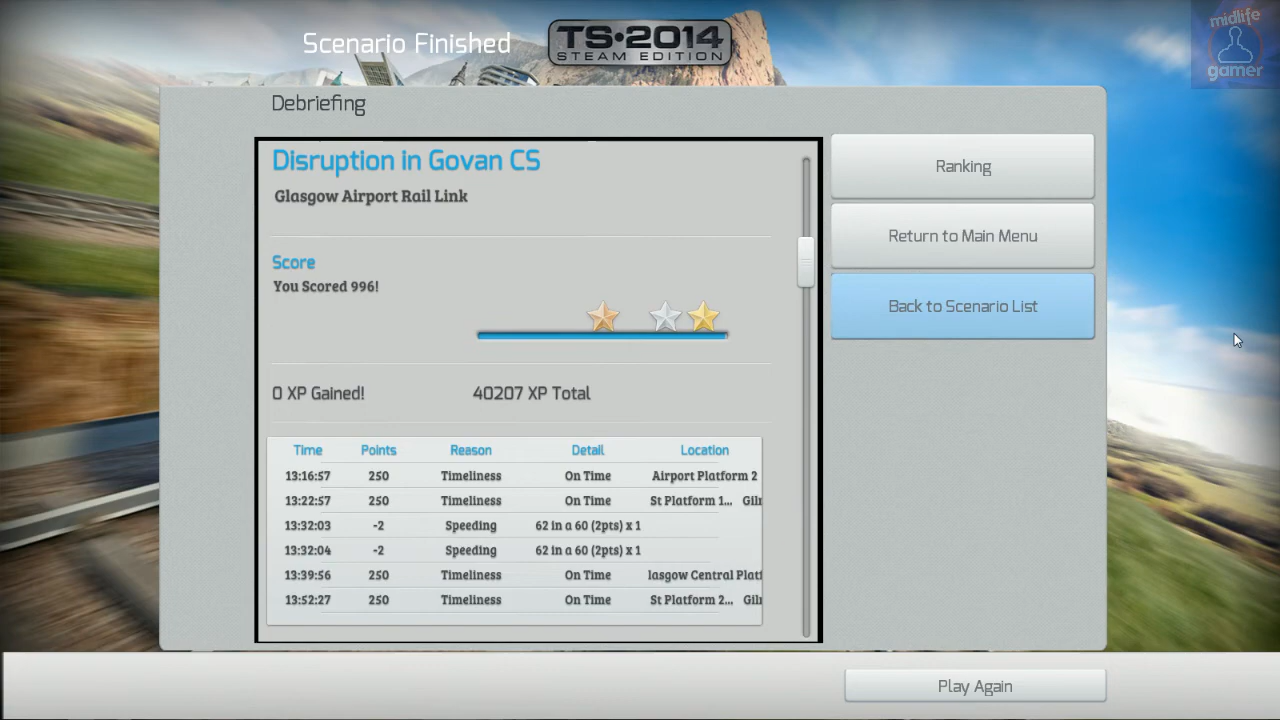 Scenario Finished
TS•2014
STEAM EDITION
midlife
gamer
Debriefing
Disruption in Govan CS
Glasgow Airport Rail Link
Score
You Scored 996!
0 XP Gained! 40207 XP Total
Time Points Reason Detail Location
13:16:57 250 Timeliness On Time Airport Platform 2
13:22:57 250 Timeliness On Time St Platform 1... Giln
13:32:03 -2 Speeding 62 in a 60 (2pts) x 1
13:32:04 -2 Speeding 62 in a 60 (2pts) x 1
13:39:56 250 Timeliness On Time lasgow Central Platf
13:52:27 250 Timeliness On Time St Platform 2... Giln
Ranking
Return to Main Menu
Back to Scenario List
Play Again